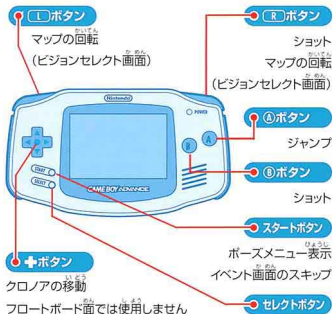 Lボタン
マップの回転
(ビジョンセレクト画面)
Rボタン
ショット
マップの回転
(ビジョンセレクト画面)
Ⓐボタン
ジャンプ
Ⓑボタン
ショット
スタートボタン
ポーズメニュー表示
イベント画面のスキップ
セレクトボタン
✚ボタン
クロノアの移動
フロートボード面では使用しません
Nintendo
POWER
A
B
START
SELECT
GAME BOY ADVANCE